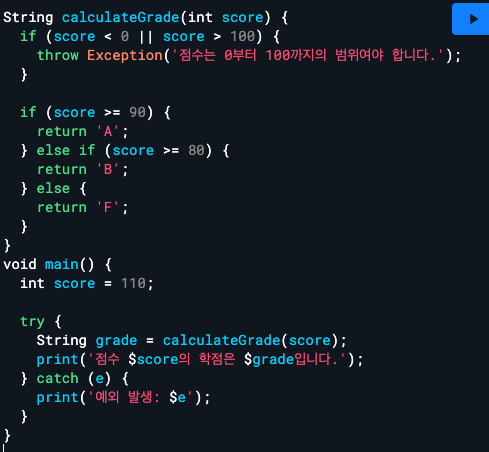 String calculateGrade(int score) {
  if (score < 0 || score > 100) {
    throw Exception('점수는 0부터 100까지의 범위여야 합니다.');
  }

  if (score >= 90) {
    return 'A';
  } else if (score >= 80) {
    return 'B';
  } else {
    return 'F';
  }
}
void main() {
  int score = 110;

  try {
    String grade = calculateGrade(score);
    print('점수 $score의 학점은 $grade입니다.');
  } catch (e) {
    print('예외 발생: $e');
  }
}